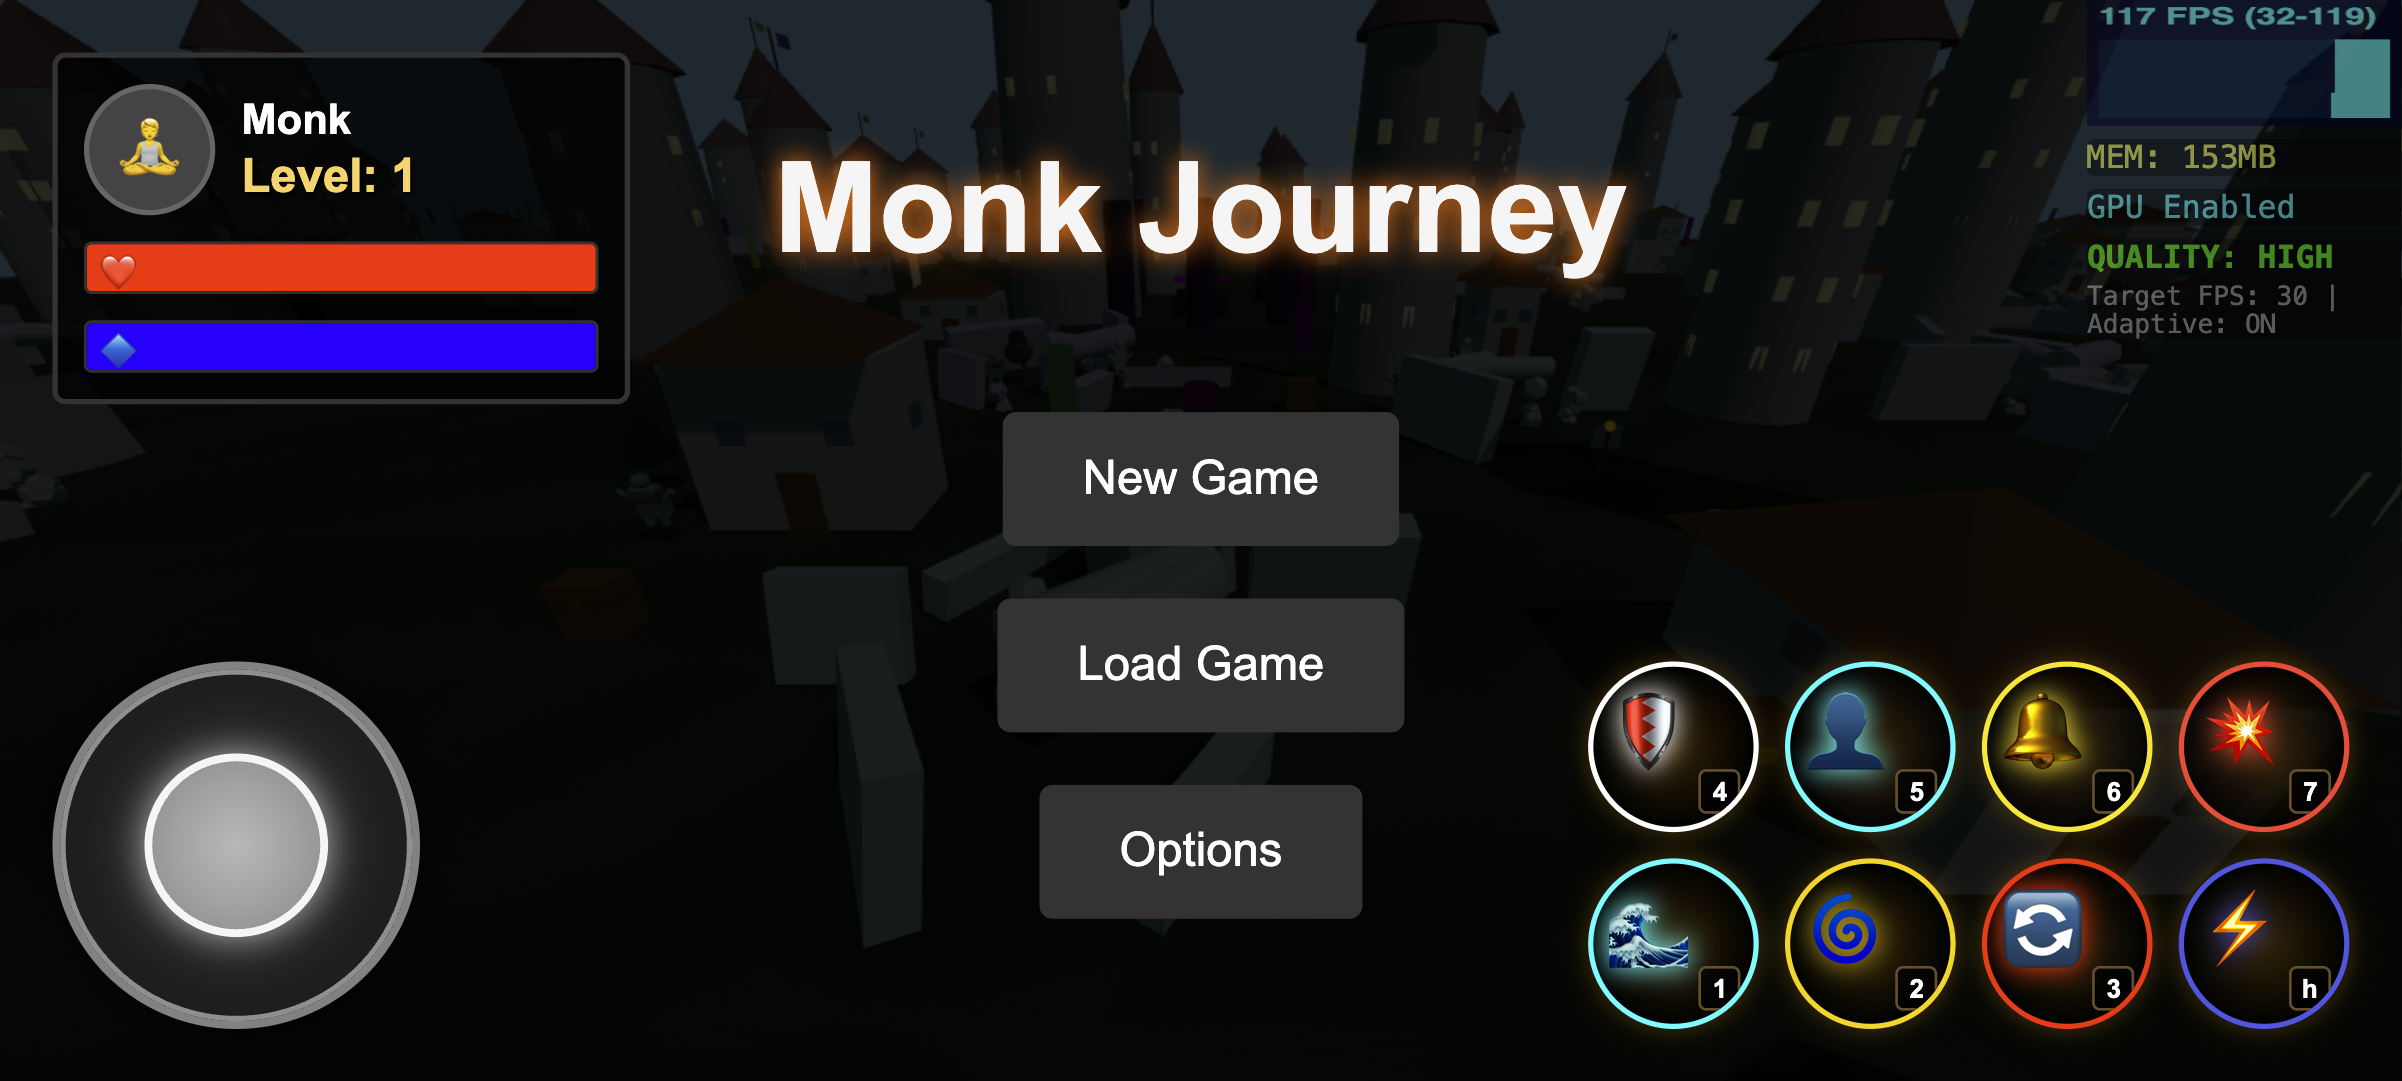 Monk
Level: 1
Monk Journey
New Game
Load Game
Options
117 FPS (32-119)
MEM: 153MB
GPU Enabled
QUALITY: HIGH
Target FPS: 30 |
Adaptive: ON
4
5
6
7
1
2
3
h